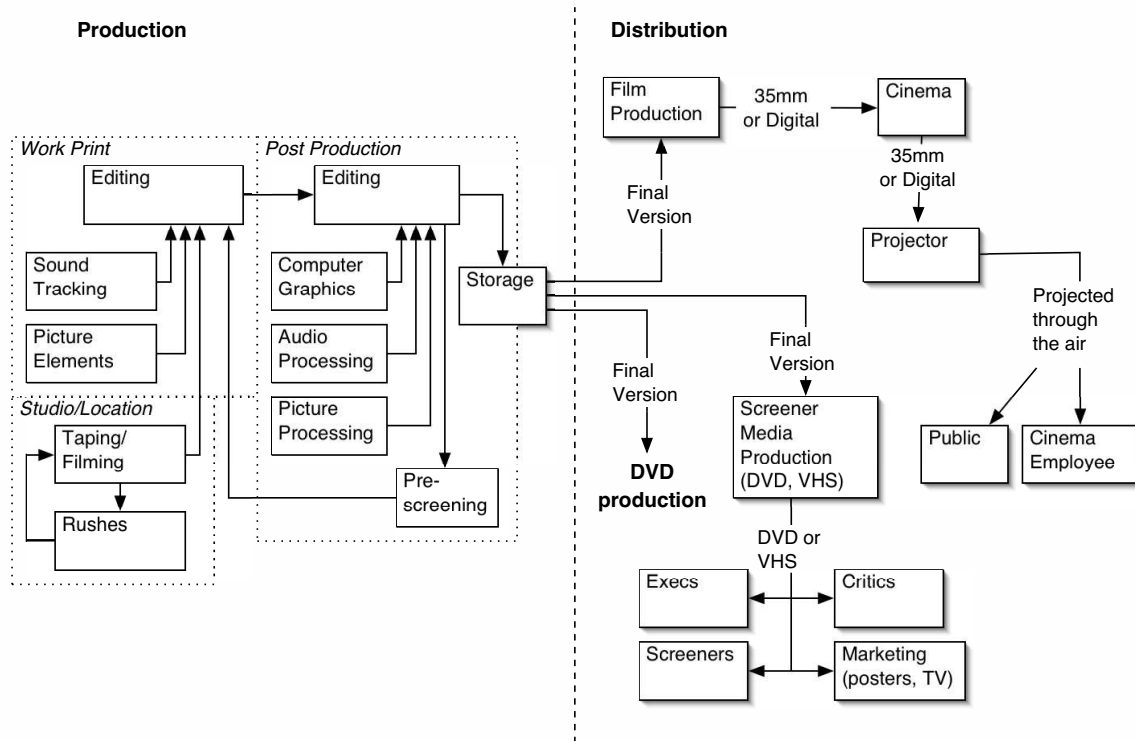 Production
Distribution
Work Print
Editing
Sound
Tracking
Picture
Elements
Studio/Location
Taping/
Filming
Rushes
Post Production
Editing
Computer
Graphics
Audio
Processing
Picture
Processing
Pre-
screening
Storage
Film
Production
35mm
or Digital
Cinema
35mm
or Digital
Projector
Projected
through
the air
Public
Cinema
Employee
Final
Version
Final
Version
Final
Version
DVD
production
Screener
Media
Production
(DVD, VHS)
DVD or
VHS
Execs
Critics
Screeners
Marketing
(posters, TV)